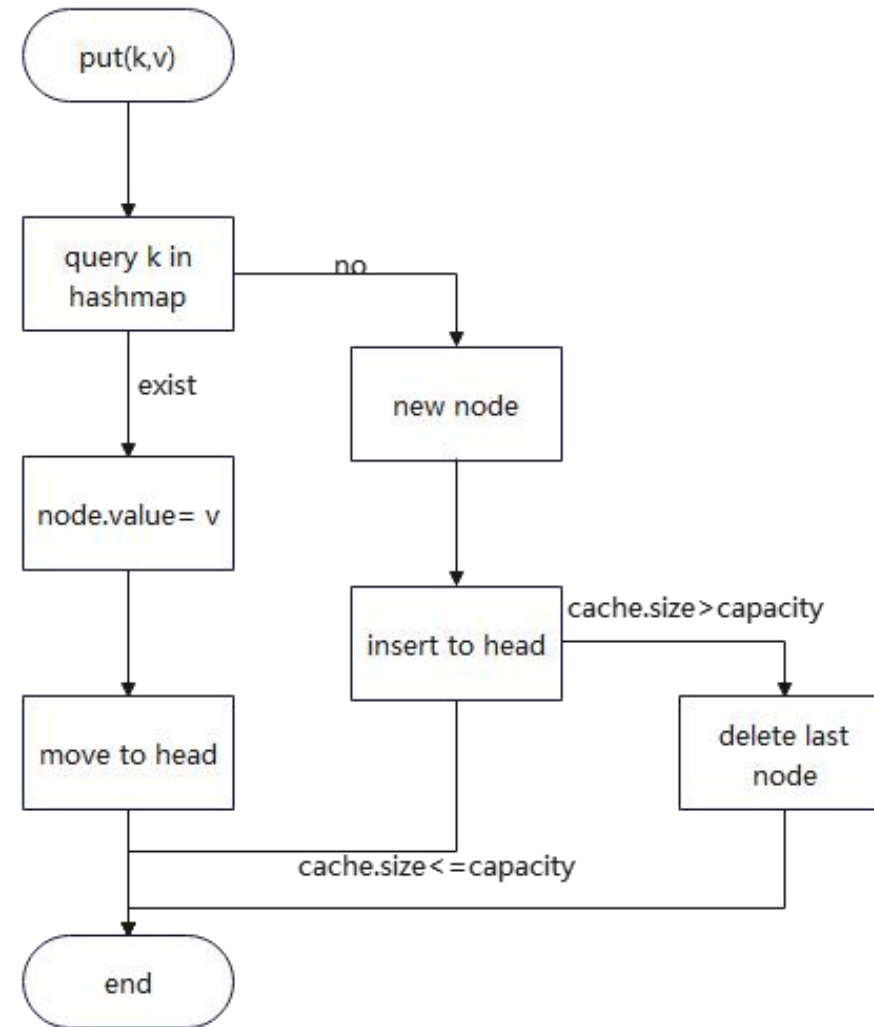 put(k,v)
query k in
hashmap
no
exist
new node
node.value= v
cache.size>capacity
insert to head
move to head
delete last
node
cache.size<=capacity
end